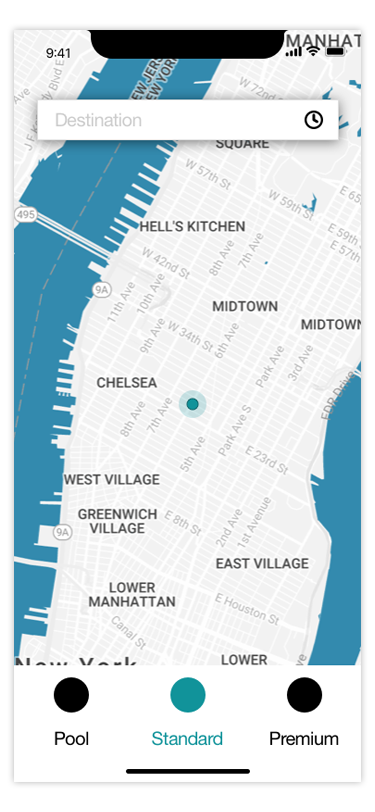 MANHAT
9:41
NEW JERS
NEW YORK
W 72nd St
Destination
J F Kennedy Blvd E
SQUARE
W 57th St
495
W 59th St
E 65
E 59th
E 57th
HELL'S KITCHEN
8th Ave
7th Ave
W 42nd St
9A
11th Ave
10th Ave
MIDTOWN
9th Ave
W 34th St
6th Ave
MIDTOWN
Park Ave
3rd Ave
CHELSEA
FDR Drive
8th Ave
7th Ave
Park Ave S
5th Ave
E 23rd St
WEST VILLAGE
GREENWICH
VILLAGE
9A
E 8th St
2nd Ave
1st Avenue
EAST VILLAGE
LOWER
MANHATTAN
E Houston St
Canal St
New York
LOWER
Pool
Standard
Premium